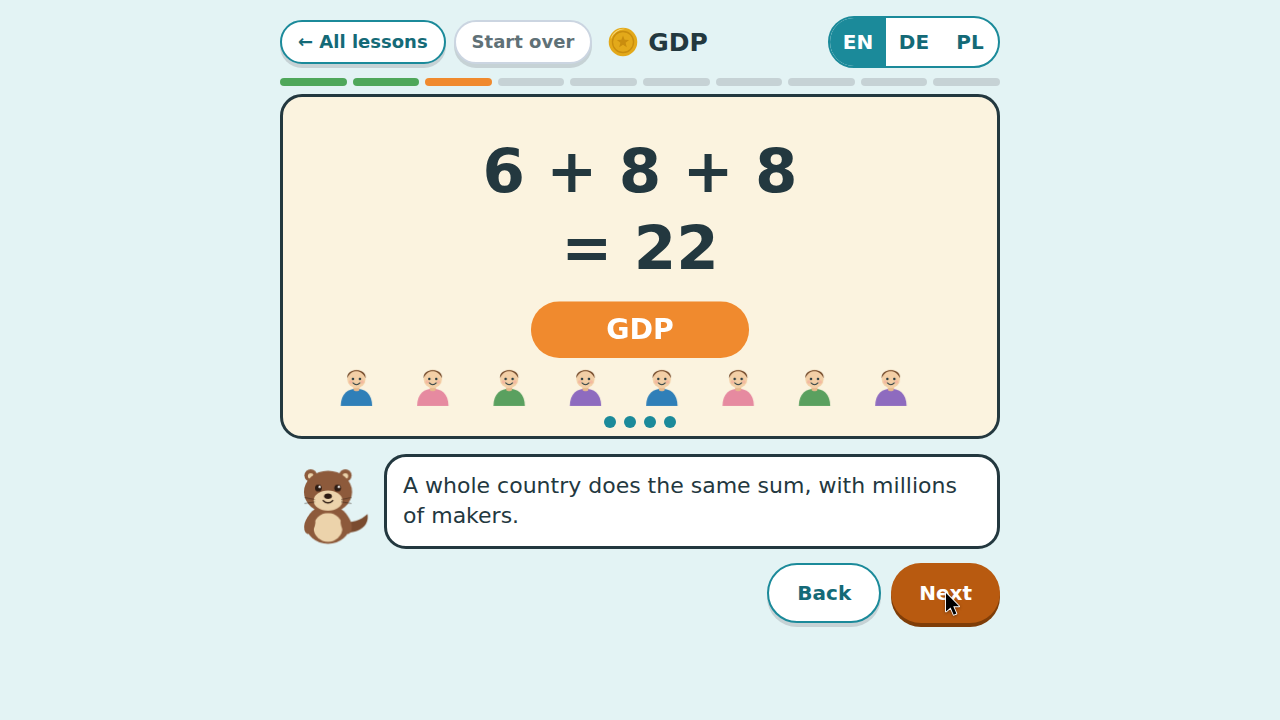 ← All lessons
Start over
GDP
EN DE PL
6 + 8 + 8
= 22
GDP
A whole country does the same sum, with millions
of makers.
Back
Next